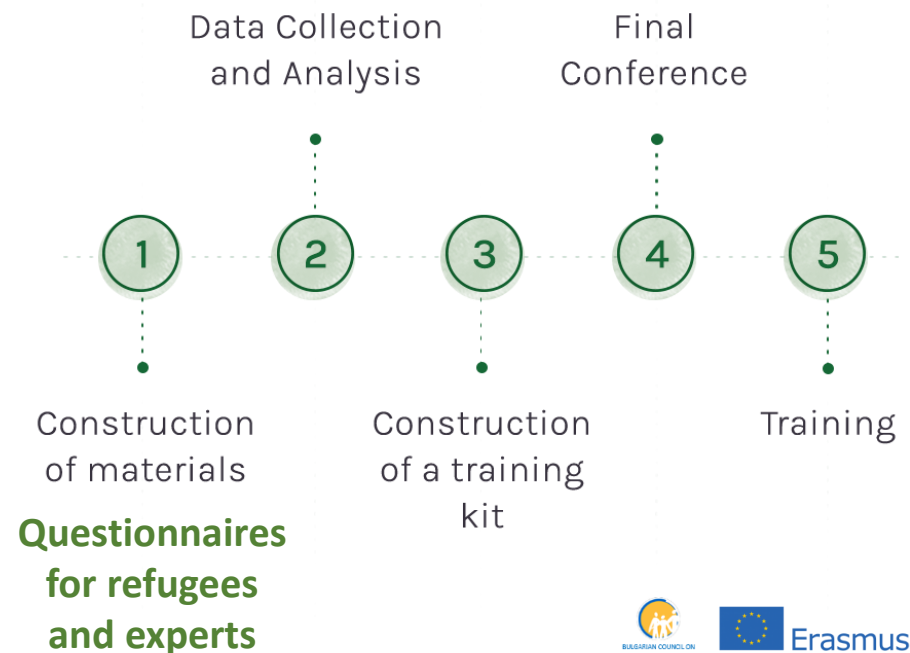 Data Collection
and Analysis
Final
Conference
1
2
3
4
5
Construction
of materials
Questionnaires
for refugees
and experts
Construction
of a training
kit
Training
BULGARIAN COUNCIL ON
Erasmus